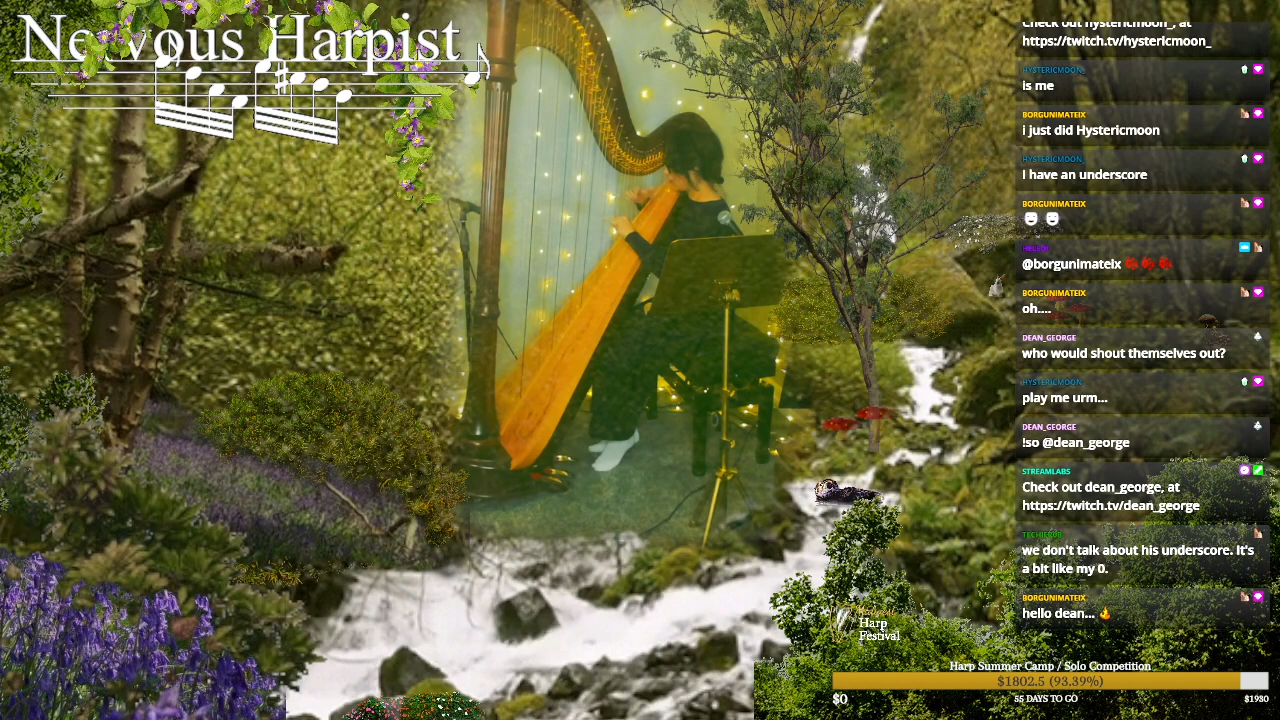 Nervous Harpist
Check out hystericmoon_, at
https://twitch.tv/hystericmoon_
HYSTERICMOON_
is me
BORGUNIMATEIX
i just did Hystericmoon
HYSTERICMOON_
I have an underscore
BORGUNIMATEIX
@borgunimateix
BORGUNIMATEIX
oh....
DEAN_GEORGE
who would shout themselves out?
HYSTERICMOON_
play me urm...
DEAN_GEORGE
!so @dean_george
STREAMLABS
Check out dean_george, at
https://twitch.tv/dean_george
we don't talk about his underscore. It's
a bit like my 0.
BORGUNIMATEIX
hello dean...
Harp
Festival
Harp Summer Camp / Solo Competition
$1802.5 (93.39%)
$0
55 DAYS TO GO
$1930